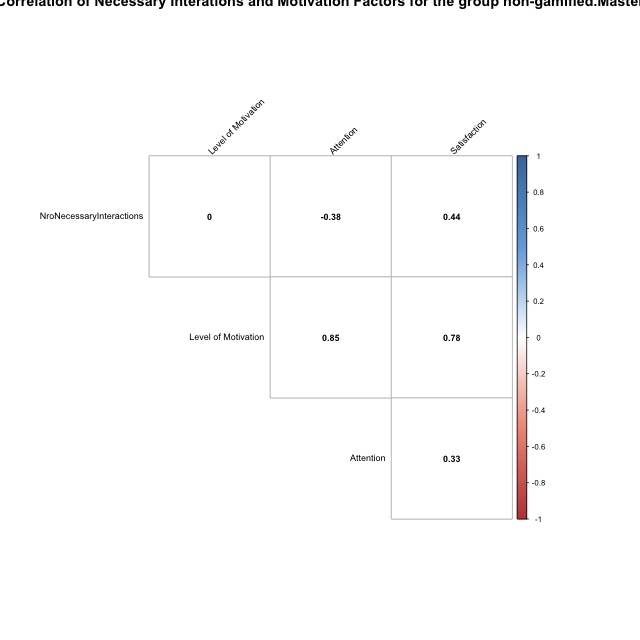 Correlation of Necessary Interations and Motivation Factors for the group non-gamified.Master
Level of Motivation
Attention
Satisfaction
NroNecessaryInteractions
0
-0.38
0.44
Level of Motivation
0.85
0.78
Attention
0.33
1
0.8
0.6
0.4
0.2
0
-0.2
-0.4
-0.6
-0.8
-1